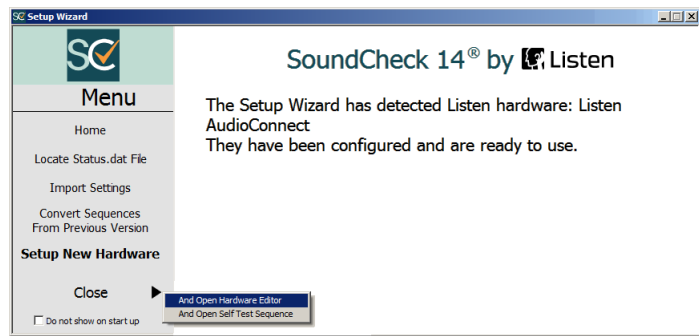 SC Setup Wizard
SC
SoundCheck 14® by Listen
Menu
The Setup Wizard has detected Listen hardware: Listen
AudioConnect
They have been configured and are ready to use.
Home
Locate Status.dat File
Import Settings
Convert Sequences
From Previous Version
Setup New Hardware
Close
And Open Hardware Editor
And Open Self Test Sequence
Do not show on start up